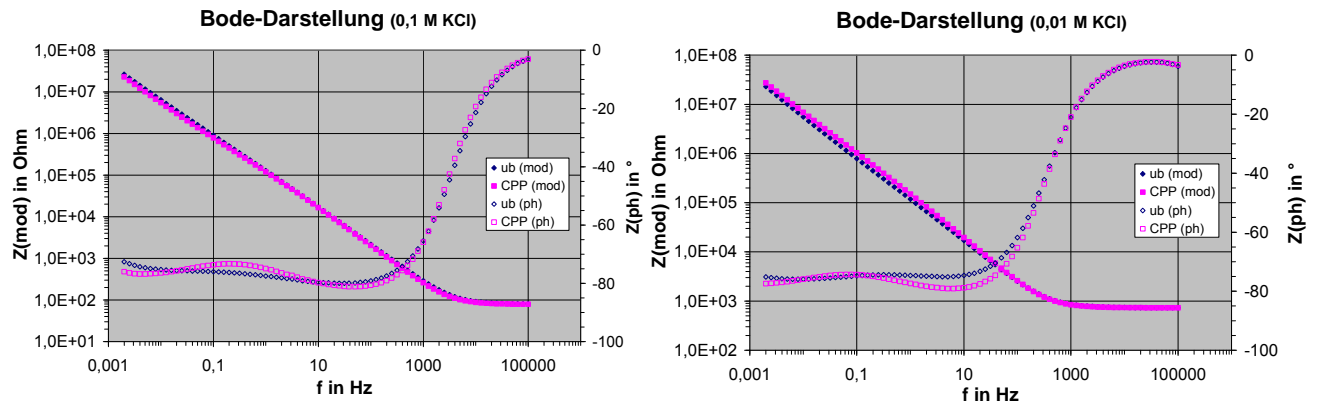 Bode-Darstellung (0,1 M KCl)
1,0E+08
1,0E+07
1,0E+06
1,0E+05
1,0E+04
1,0E+03
1,0E+02
1,0E+01
Z(mod) in Ohm
0
-20
-40
-60
-80
-100
Z(ph) in °
ub (mod)
CPP (mod)
ub (ph)
CPP (ph)
0,001
0,1
10
1000
100000
f in Hz
Bode-Darstellung (0,01 M KCl)
1,0E+08
1,0E+07
1,0E+06
1,0E+05
1,0E+04
1,0E+03
1,0E+02
Z(mod) in Ohm
0
-20
-40
-60
-80
-100
Z(ph) in °
ub (mod)
CPP (mod)
ub (ph)
CPP (ph)
0,001
0,1
10
1000
100000
f in Hz